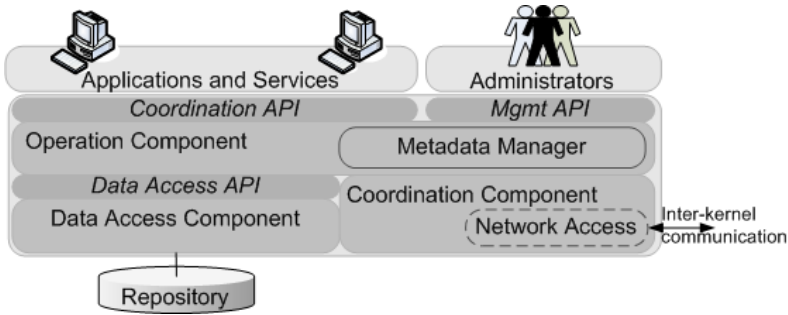 Applications and Services
Administrators
Coordination API
Mgmt API
Operation Component
Metadata Manager
Data Access API
Coordination Component
Data Access Component
Network Access
Inter-kernel
communication
Repository